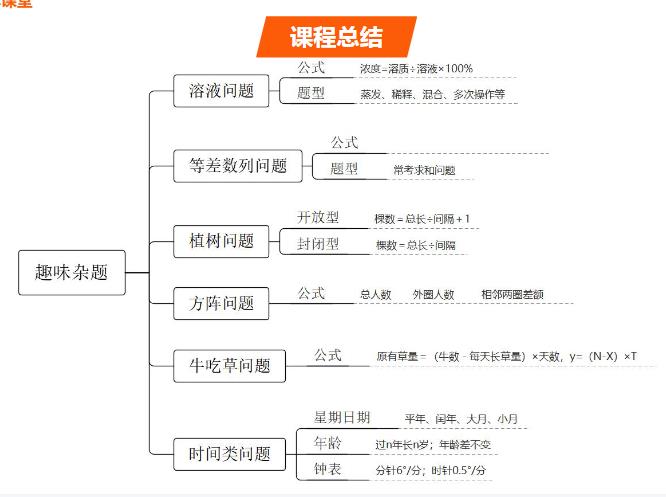 课堂
课程总结
趣味杂题
溶液问题
公式 浓度=溶质÷溶液×100%
题型 蒸发、稀释、混合、多次操作等
等差数列问题
公式
题型 常考求和问题
植树问题
开放型 棵数=总长÷间隔+1
封闭型 棵数=总长÷间隔
方阵问题
公式 总人数 外圈人数 相邻两圈差额
牛吃草问题
公式 原有草量=(牛数-每天长草量)×天数, y=(N-X)×T
时间类问题
星期日期 平年、闰年、大月、小月
年龄 过n年长n岁；年龄差不变
钟表 分针6°/分；时针0.5°/分